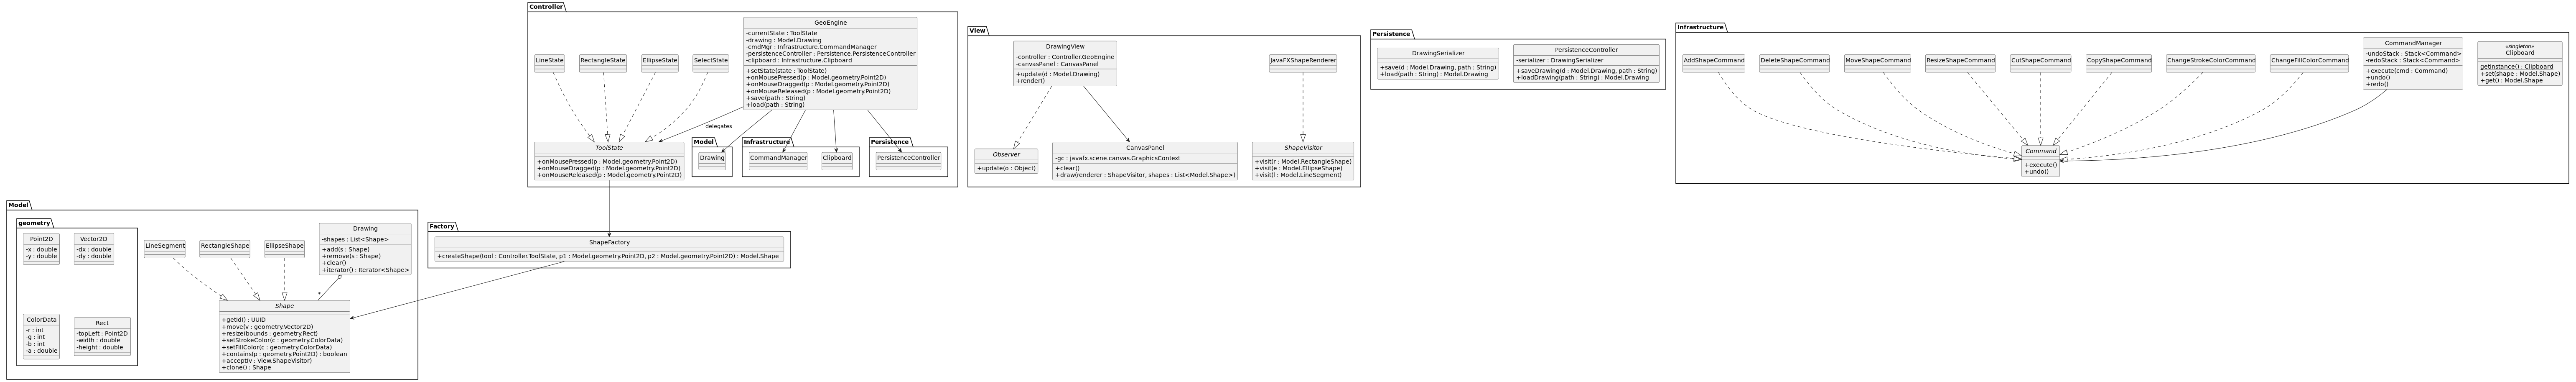 Controller
GeoEngine
-currentState : ToolState
-drawing : Model.Drawing
-cmdMgr : Infrastructure.CommandManager
-persistenceController : Persistence.PersistenceController
-clipboard : Infrastructure.Clipboard
+setState(state : ToolState)
+onMousePressed(p : Model.geometry.Point2D)
+onMouseDragged(p : Model.geometry.Point2D)
+onMouseReleased(p : Model.geometry.Point2D)
+save(path : String)
+load(path : String)
LineState
RectangleState
EllipseState
SelectState
delegates
ToolState
+onMousePressed(p : Model.geometry.Point2D)
+onMouseDragged(p : Model.geometry.Point2D)
+onMouseReleased(p : Model.geometry.Point2D)
Model
Drawing
Infrastructure
CommandManager
Clipboard
Persistence
PersistenceController
View
DrawingView
-controller : Controller.GeoEngine
-canvasPanel : CanvasPanel
+update(d : Model.Drawing)
+render()
JavaFXShapeRenderer
Observer
+update(o : Object)
CanvasPanel
-gc : javafx.scene.canvas.GraphicsContext
+clear()
+draw(renderer : ShapeVisitor, shapes : List<Model.Shape>)
ShapeVisitor
+visit(r : Model.RectangleShape)
+visit(e : Model.EllipseShape)
+visit(l : Model.LineSegment)
Persistence
DrawingSerializer
+save(d : Model.Drawing, path : String)
+load(path : String) : Model.Drawing
PersistenceController
-serializer : DrawingSerializer
+saveDrawing(d : Model.Drawing, path : String)
+loadDrawing(path : String) : Model.Drawing
Infrastructure
AddShapeCommand
DeleteShapeCommand
MoveShapeCommand
ResizeShapeCommand
CutShapeCommand
CopyShapeCommand
ChangeStrokeColorCommand
ChangeFillColorCommand
CommandManager
-undoStack : Stack<Command>
-redoStack : Stack<Command>
+execute(cmd : Command)
+undo()
+redo()
«singleton»
Clipboard
getInstance() : Clipboard
+set(shape : Model.Shape)
+get() : Model.Shape
Command
+execute()
+undo()
Model
geometry
Point2D
-x : double
-y : double
Vector2D
-dx : double
-dy : double
ColorData
-r : int
-g : int
-b : int
-a : double
Rect
-topLeft : Point2D
-width : double
-height : double
LineSegment
RectangleShape
EllipseShape
Drawing
-shapes : List<Shape>
+add(s : Shape)
+remove(s : Shape)
+clear()
+iterator() : Iterator<Shape>
*
Shape
+getId() : UUID
+move(v : geometry.Vector2D)
+resize(bounds : geometry.Rect)
+setStrokeColor(c : geometry.ColorData)
+setFillColor(c : geometry.ColorData)
+contains(p : geometry.Point2D) : boolean
+accept(v : View.ShapeVisitor)
+clone() : Shape
Factory
ShapeFactory
+createShape(tool : Controller.ToolState, p1 : Model.geometry.Point2D, p2 : Model.geometry.Point2D) : Model.Shape